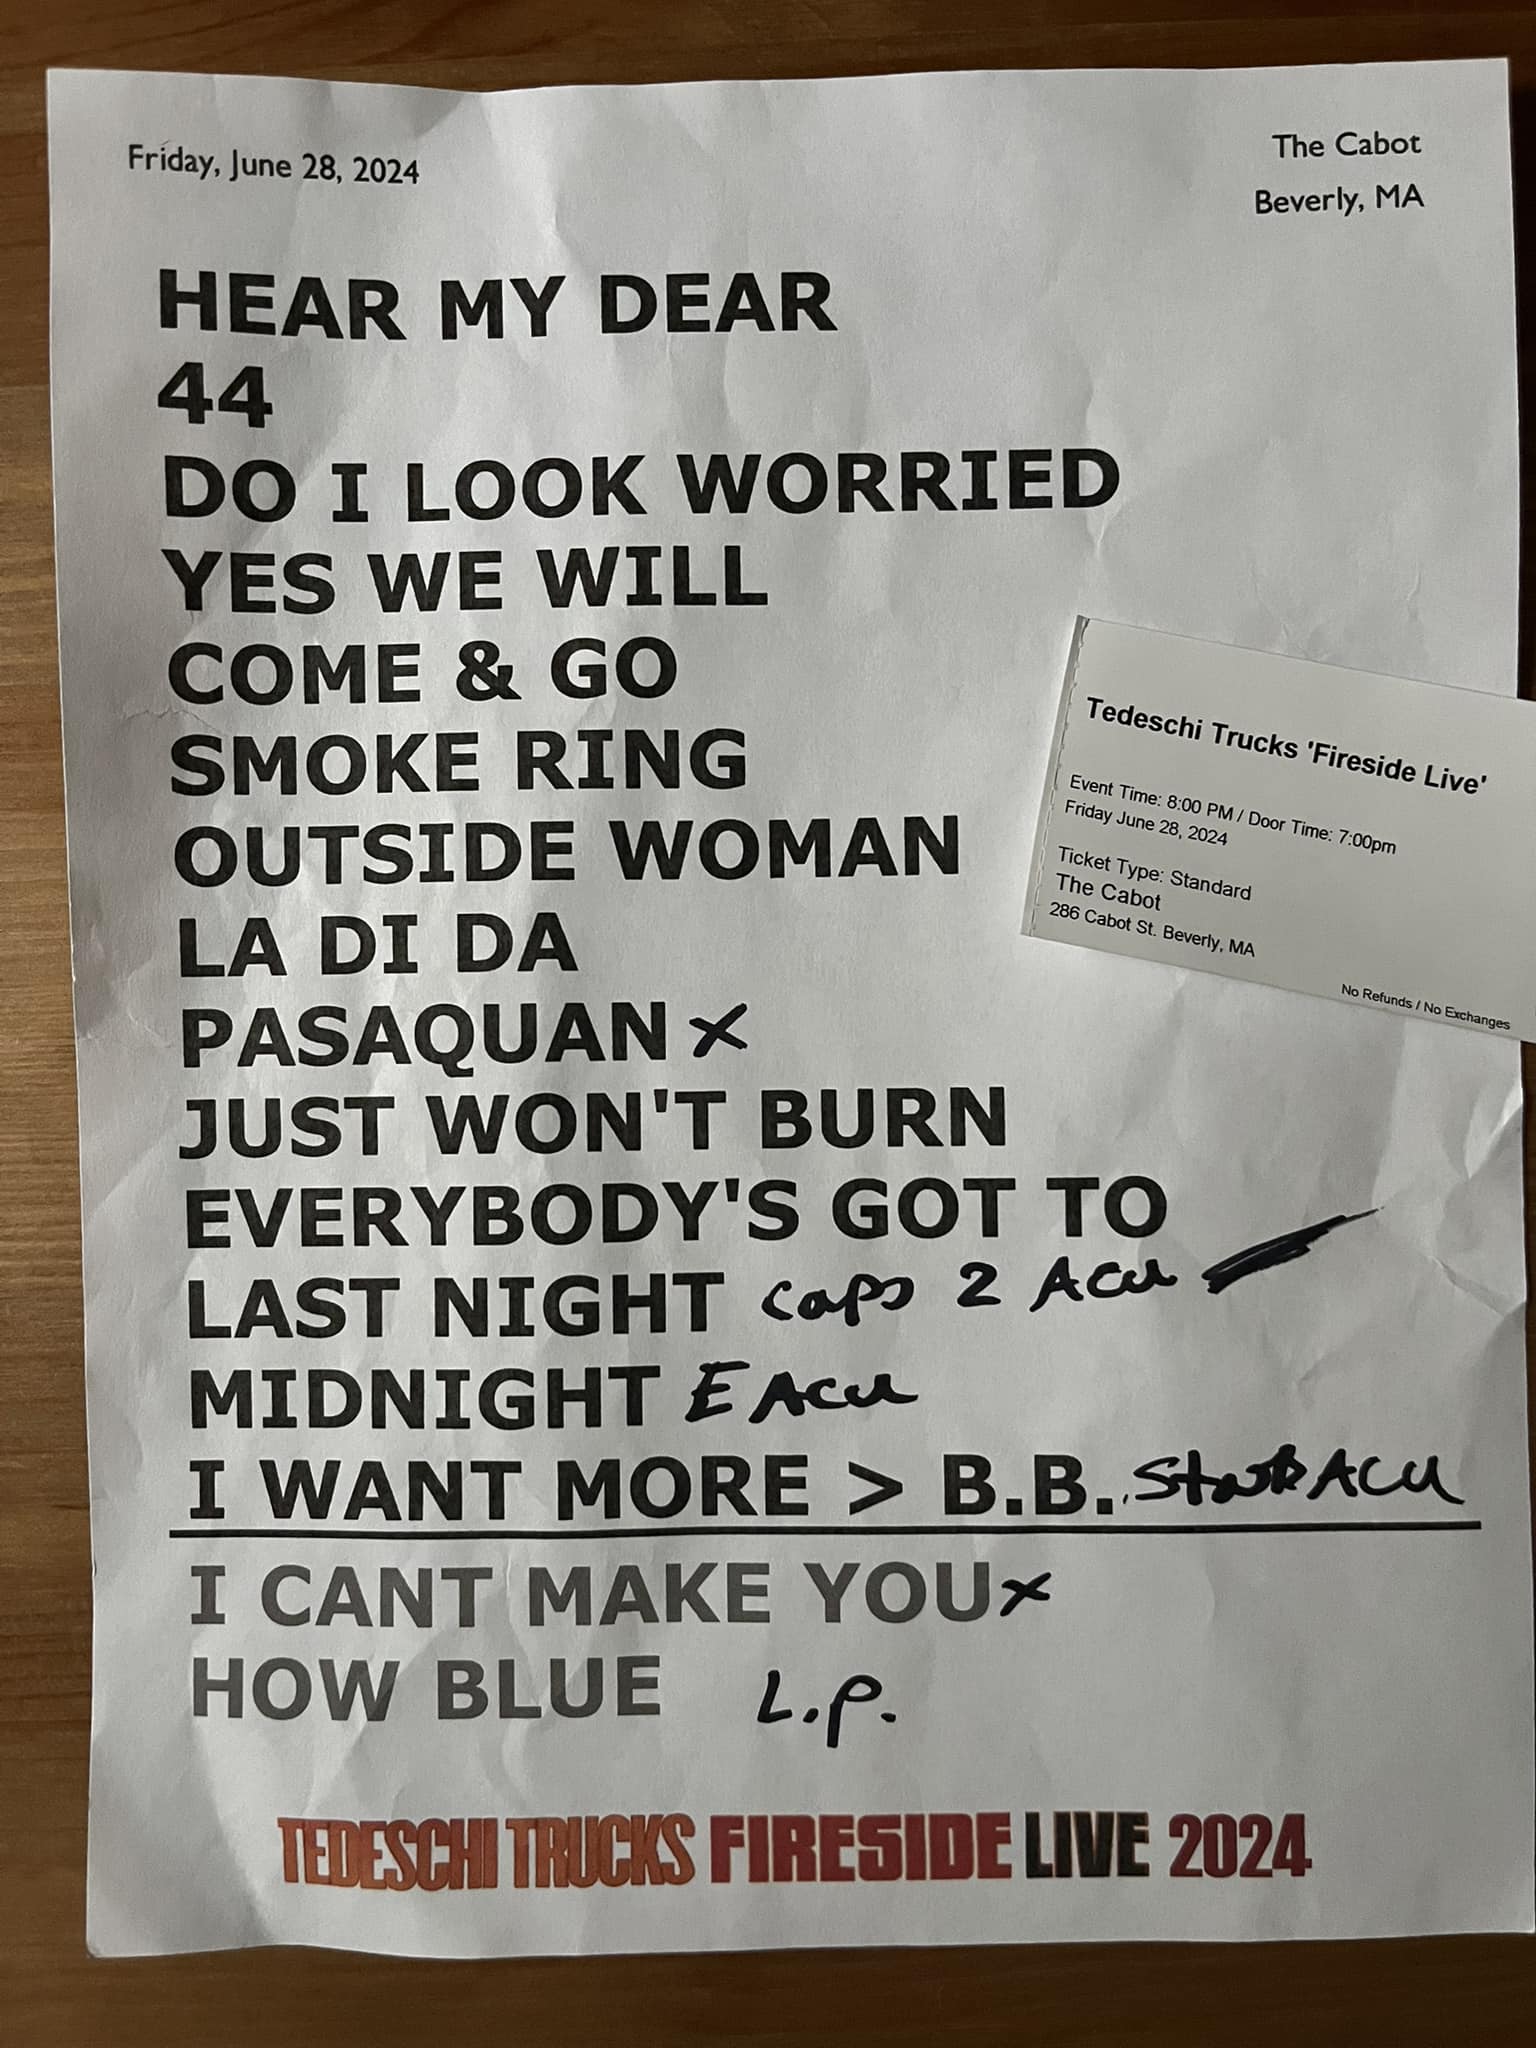 Friday, June 28, 2024
The Cabot
Beverly, MA
HEAR MY DEAR
44
DO I LOOK WORRIED
YES WE WILL
COME & GO
SMOKE RING
OUTSIDE WOMAN
LA DI DA
PASAQUAN X
JUST WON'T BURN
EVERYBODY'S GOT TO
LAST NIGHT capo 2 Acu
MIDNIGHT E Acu
I WANT MORE > B.B. Start ACU
I CANT MAKE YOU x
HOW BLUE L.P.
TEDESCHI TRUCKS FIRESIDE LIVE 2024
Tedeschi Trucks 'Fireside Live'
Event Time: 8:00 PM / Door Time: 7:00pm
Friday June 28, 2024
Ticket Type: Standard
The Cabot
286 Cabot St. Beverly, MA
No Refunds / No Exchanges